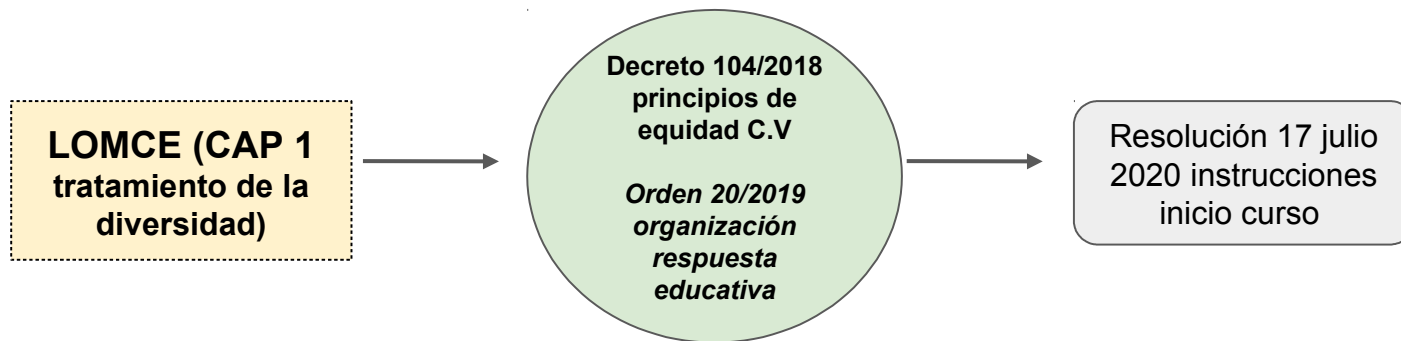 LOMCE (CAP 1
tratamiento de la
diversidad)
Decreto 104/2018
principios de
equidad C.V
Orden 20/2019
organización
respuesta
educativa
Resolución 17 julio
2020 instrucciones
inicio curso